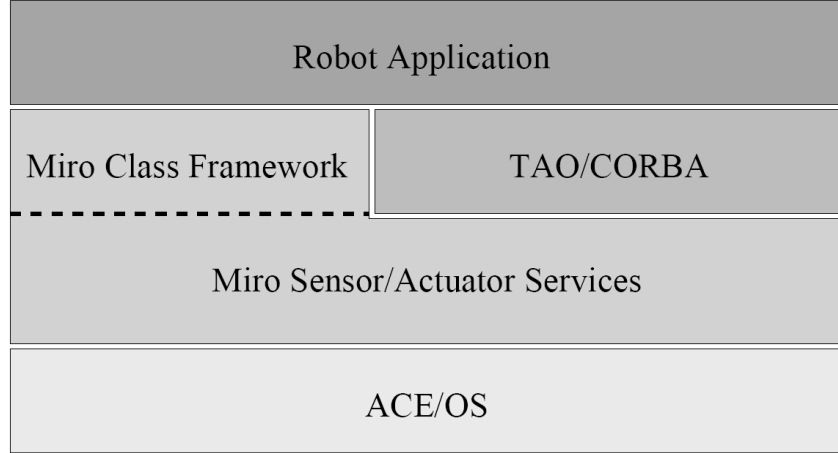 Robot Application
Miro Class Framework
TAO/CORBA
Miro Sensor/Actuator Services
ACE/OS